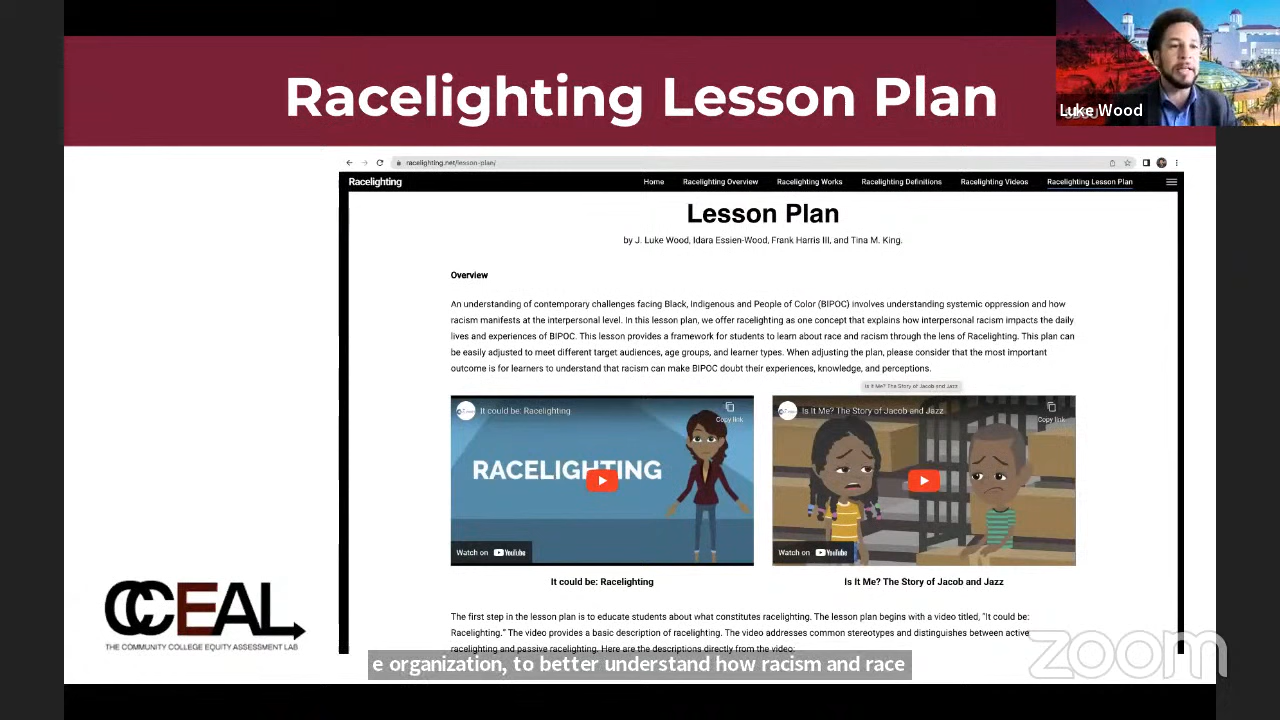 Racelighting Lesson Plan
Luke Wood
racelighting.net/lesson-plan/
Racelighting
Home
Racelighting Overview
Racelighting Works
Racelighting Definitions
Racelighting Videos
Racelighting Lesson Plan
Lesson Plan
by J. Luke Wood, Idara Essien-Wood, Frank Harris III, and Tina M. King.
Overview
An understanding of contemporary challenges facing Black, Indigenous and People of Color (BIPOC) involves understanding systemic oppression and how
racism manifests at the interpersonal level. In this lesson plan, we offer racelighting as one concept that explains how interpersonal racism impacts the daily
lives and experiences of BIPOC. This lesson provides a framework for students to learn about race and racism through the lens of Racelighting. This plan can
be easily adjusted to meet different target audiences, age groups, and learner types. When adjusting the plan, please consider that the most important
outcome is for learners to understand that racism can make BIPOC doubt their experiences, knowledge, and perceptions.
Is It Me? The Story of Jacob and Jazz
It could be: Racelighting
Copy link
RACELIGHTING
Watch on YouTube
Is It Me? The Story of Jacob and Jazz
Copy link
Watch on YouTube
It could be: Racelighting
Is It Me? The Story of Jacob and Jazz
The first step in the lesson plan is to educate students about what constitutes racelighting. The lesson plan begins with a video titled, "It could be:
Racelighting." The video provides a basic description of racelighting. The video addresses common stereotypes and distinguishes between active
racelighting and passive racelighting. Here are the descriptions directly from the video:
e organization, to better understand how racism and race
CCEAL
THE COMMUNITY COLLEGE EQUITY ASSESSMENT LAB
zoom